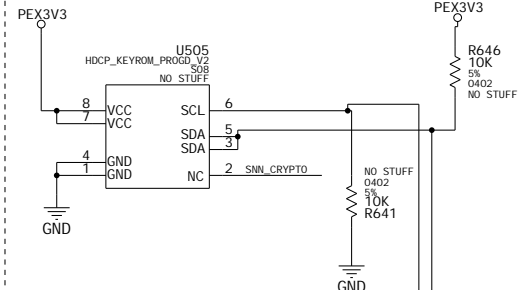 PEX3V3
PEX3V3
U505
HDCP_KEYROM_PROGD_V2
SO8
NO STUFF
R646
10K
5%
0402
NO STUFF
8 VCC SCL 6
7 VCC
SDA 5
SDA 3
4 GND
1 GND NC 2 SNN_CRYPTO
NO STUFF
0402
5%
10K
R641
GND
GND